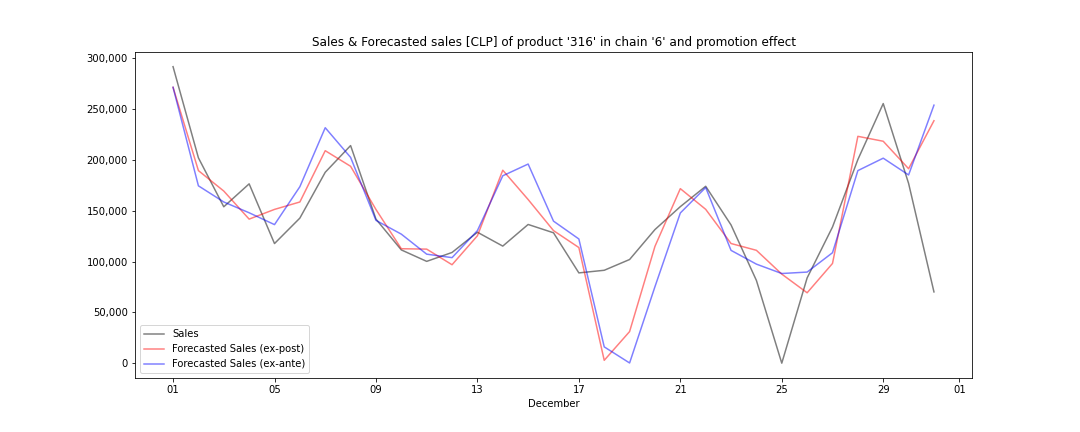 Sales & Forecasted sales [CLP] of product '316' in chain '6' and promotion effect
300,000
250,000
200,000
150,000
100,000
50,000
0
Sales
Forecasted Sales (ex-post)
Forecasted Sales (ex-ante)
01 05 09 13 17 21 25 29 01
December